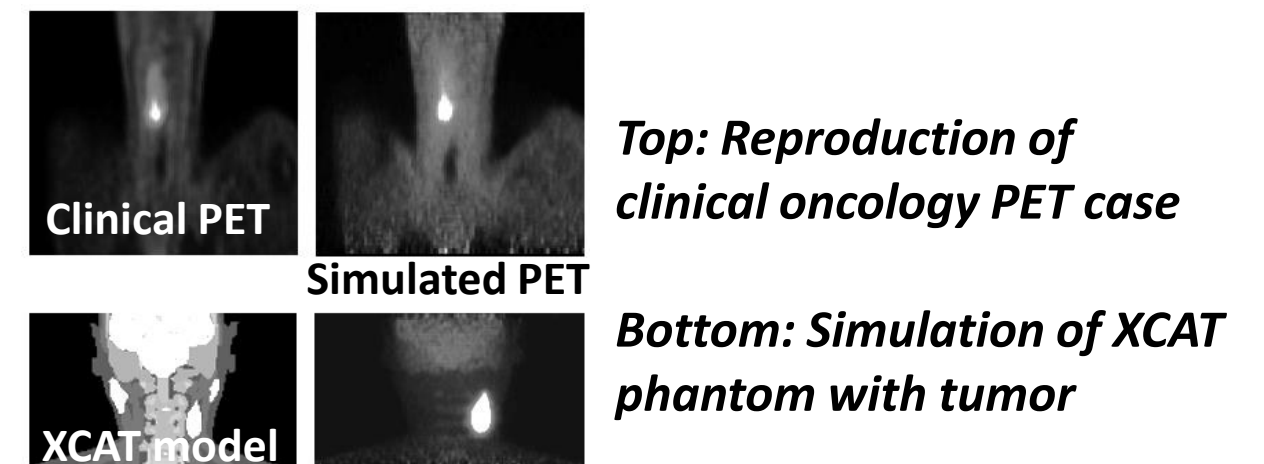 Clinical PET
Simulated PET
Top: Reproduction of
clinical oncology PET case
XCAT model
Bottom: Simulation of XCAT
phantom with tumor